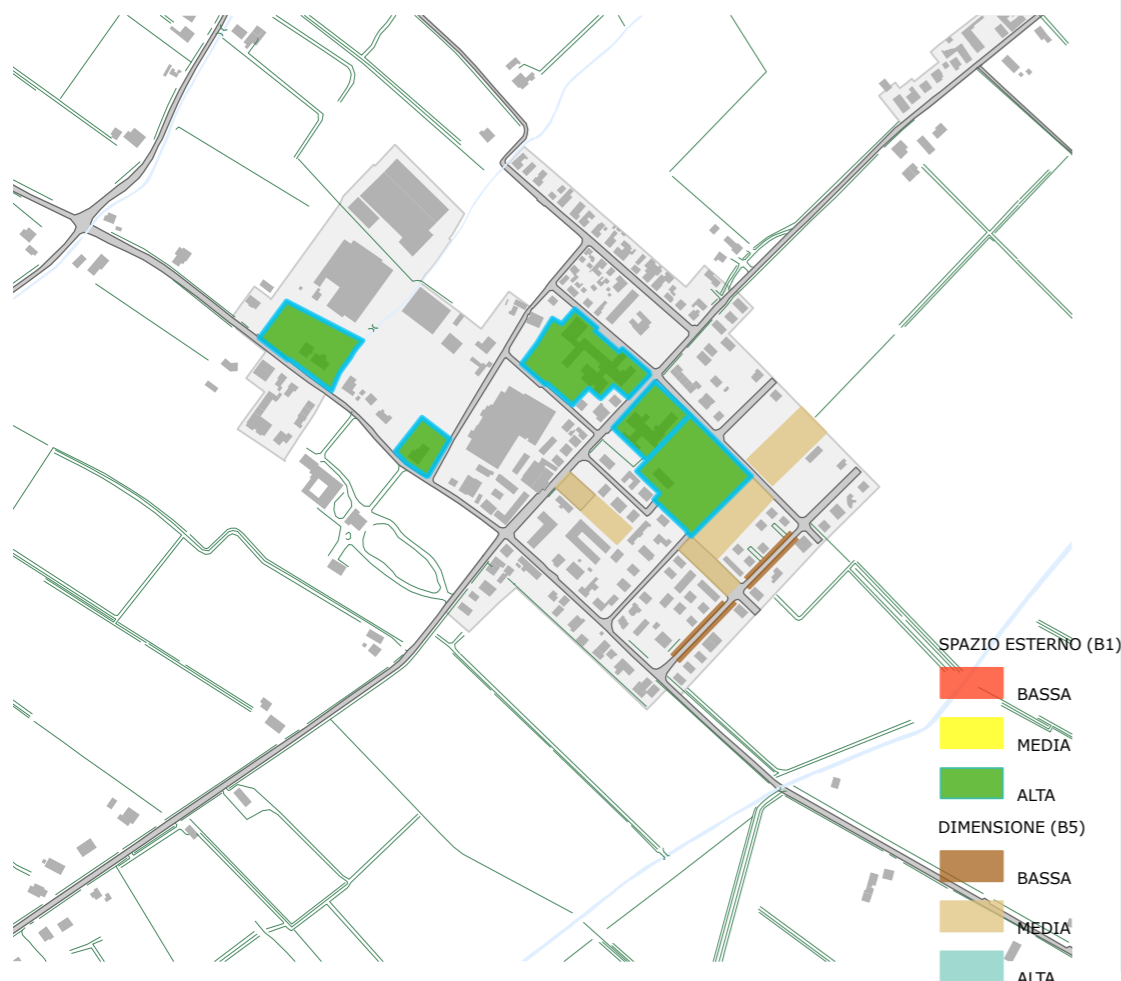 SPAZIO ESTERNO (B1)
BASSA
MEDIA
ALTA
DIMENSIONE (B5)
BASSA
MEDIA
ALTA